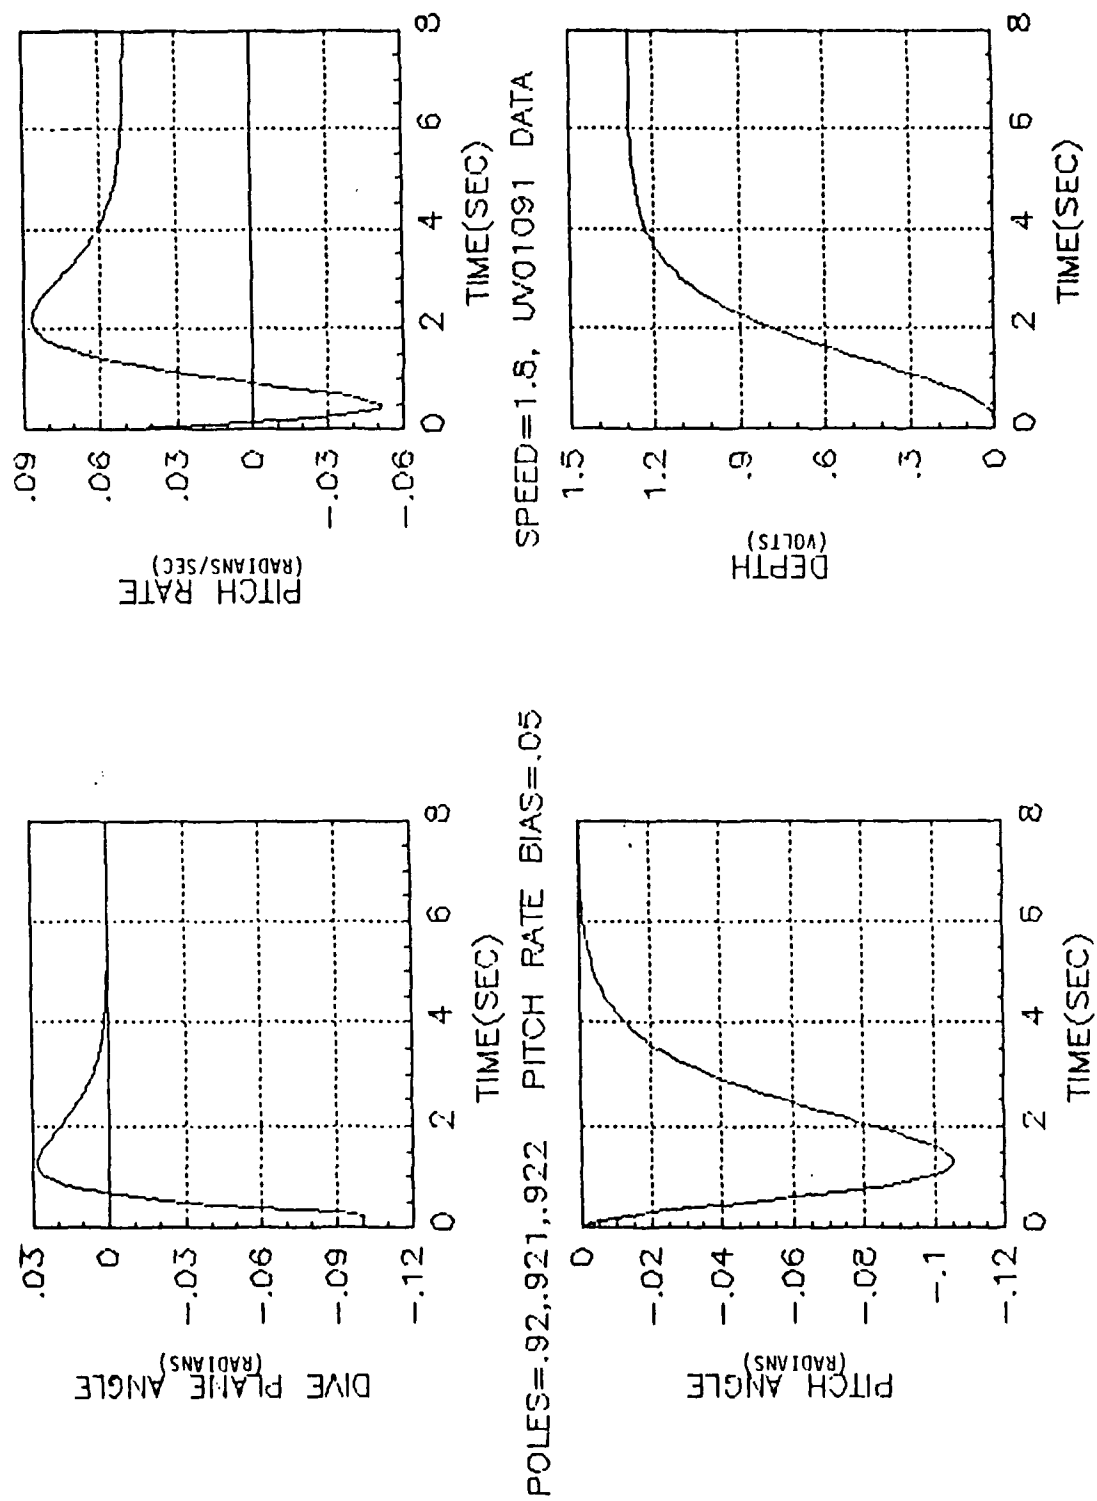 DIVE PLANE ANGLE
(RADIANS)
.03
0
-.03
-.06
-.09
-.12
0 2 4 6 8
TIME(SEC)
PITCH RATE
(RADIANS/SEC)
.09
.06
.03
0
-.03
-.06
0 2 4 6 8
TIME(SEC)
POLES=.92,.921,.922 PITCH RATE BIAS=.05
SPEED=1.8, UV01091 DATA
PITCH ANGLE
(RADIANS)
0
-.02
-.04
-.06
-.08
-.1
-.12
0 2 4 6 8
TIME(SEC)
DEPTH
(VOLTS)
1.5
1.2
.9
.6
.3
0
0 2 4 6 8
TIME(SEC)